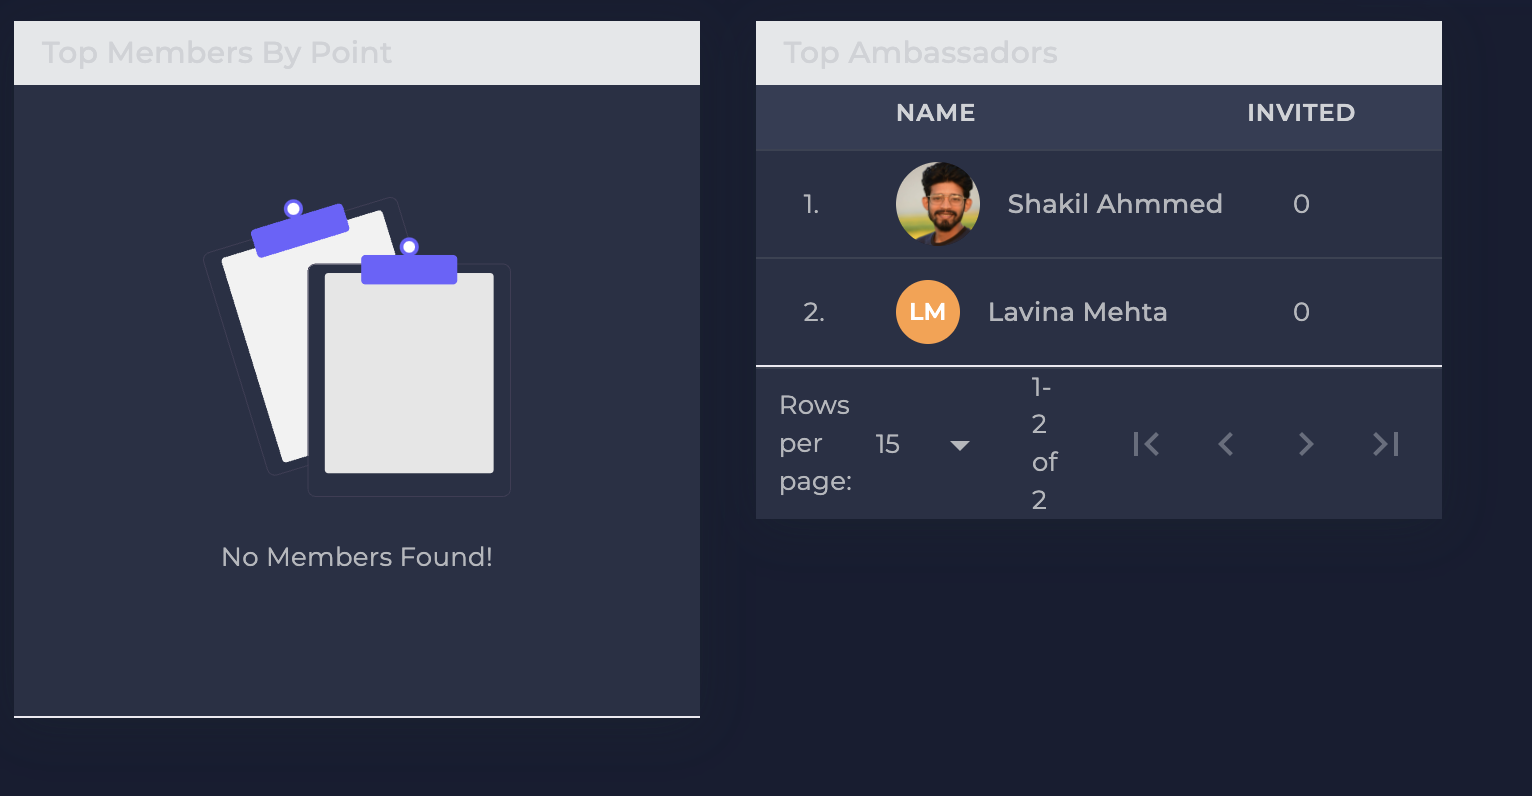 Top Members By Point
No Members Found!
Top Ambassadors
NAME INVITED
1. Shakil Ahmmed 0
2. LM Lavina Mehta 0
Rows
per
page:
15
1-
2
of
2